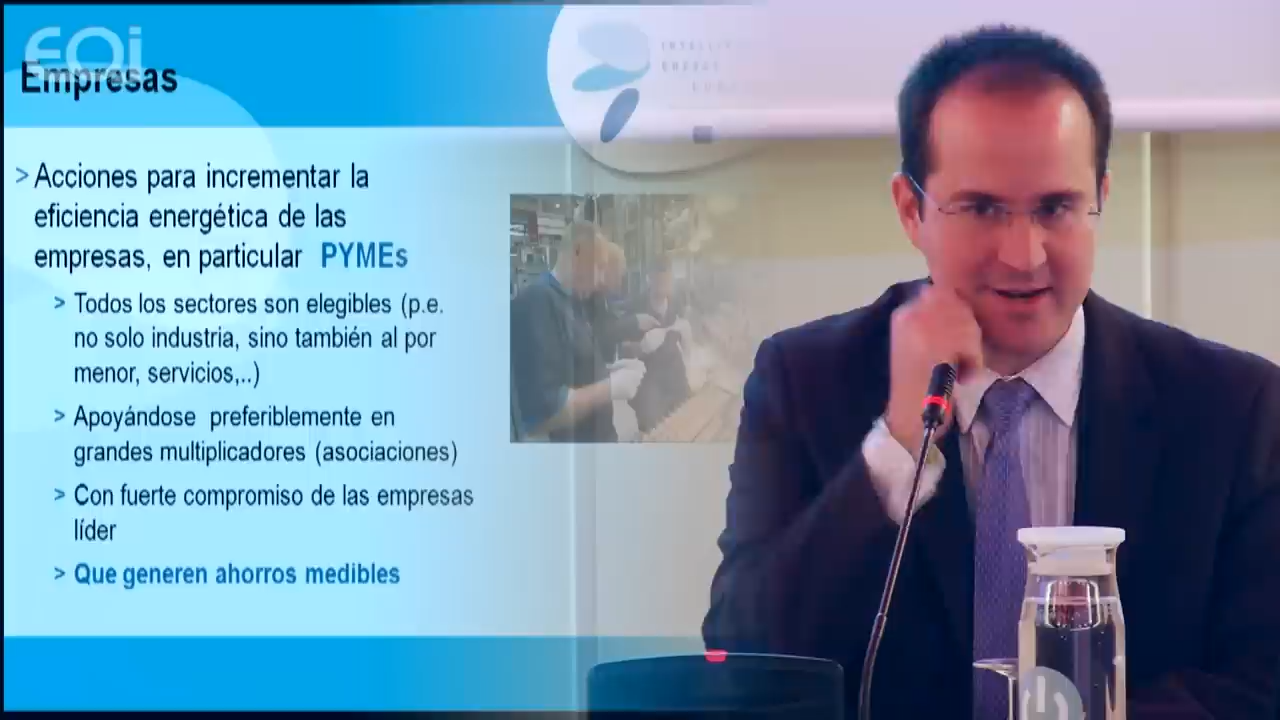 EOi
Empresas
INTELLIGENT
ENERGY
> Acciones para incrementar la
eficiencia energética de las
empresas, en particular PYMEs
> Todos los sectores son elegibles (p.e.
no solo industria, sino también al por
menor, servicios,..)
> Apoyándose preferiblemente en
grandes multiplicadores (asociaciones)
> Con fuerte compromiso de las empresas
líder
> Que generen ahorros medibles